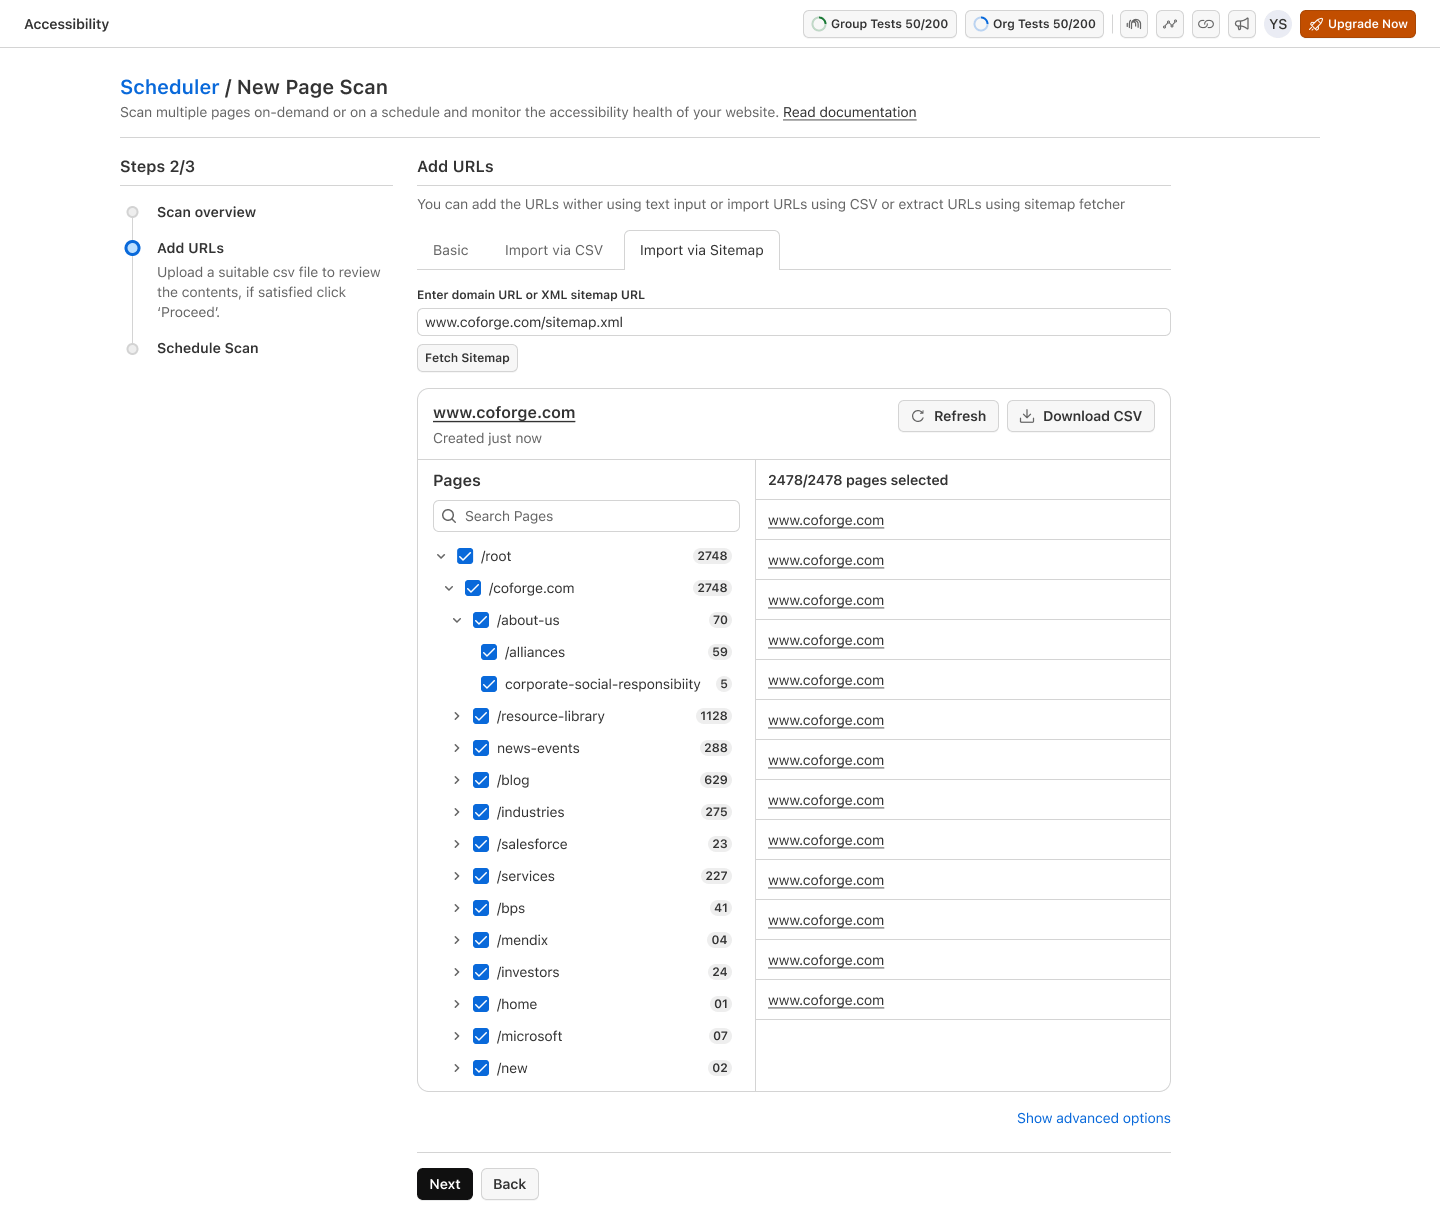 Accessibility
Group Tests 50/200
Org Tests 50/200
YS
Upgrade Now
Scheduler / New Page Scan
Scan multiple pages on-demand or on a schedule and monitor the accessibility health of your website. Read documentation
Steps 2/3
Scan overview
Add URLs
Upload a suitable csv file to review
the contents, if satisfied click
‘Proceed’.
Schedule Scan
Add URLs
You can add the URLs wither using text input or import URLs using CSV or extract URLs using sitemap fetcher
Basic
Import via CSV
Import via Sitemap
Enter domain URL or XML sitemap URL
www.coforge.com/sitemap.xml
Fetch Sitemap
www.coforge.com
Created just now
Refresh
Download CSV
Pages
Search Pages
/root 2748
/coforge.com 2748
/about-us 70
/alliances 59
corporate-social-responsibiity 5
/resource-library 1128
news-events 288
/blog 629
/industries 275
/salesforce 23
/services 227
/bps 41
/mendix 04
/investors 24
/home 01
/microsoft 07
/new 02
2478/2478 pages selected
www.coforge.com
www.coforge.com
www.coforge.com
www.coforge.com
www.coforge.com
www.coforge.com
www.coforge.com
www.coforge.com
www.coforge.com
www.coforge.com
www.coforge.com
www.coforge.com
www.coforge.com
Show advanced options
Next
Back